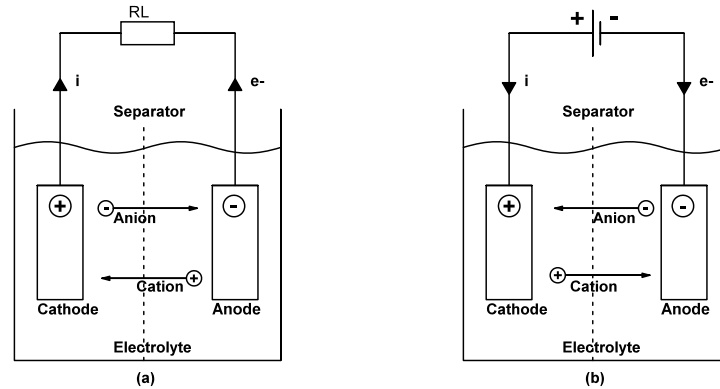 RL
i
e-
Separator
+
-
-
Anion
Cation
+
Cathode
Anode
Electrolyte
(a)
+ -
i
e-
Separator
+
-
-
Anion
+
Cation
Cathode
Anode
Electrolyte
(b)